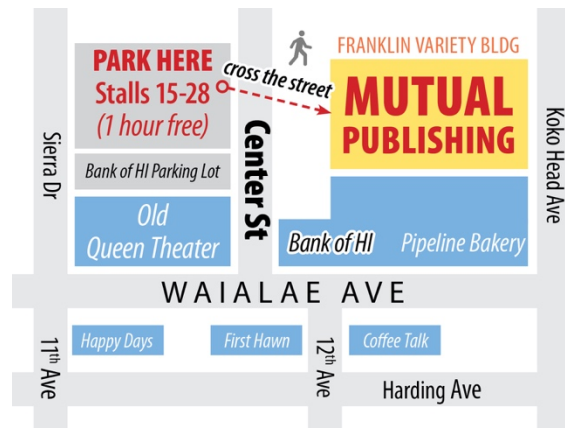 PARK HERE
Stalls 15-28
(1 hour free)
cross the street
FRANKLIN VARIETY BLDG
MUTUAL
PUBLISHING
Sierra Dr
Center St
Koko Head Ave
Bank of HI Parking Lot
Old
Queen Theater
Bank of HI
Pipeline Bakery
WAIALAE AVE
11th Ave
Happy Days
First Hawn
12th Ave
Coffee Talk
Harding Ave